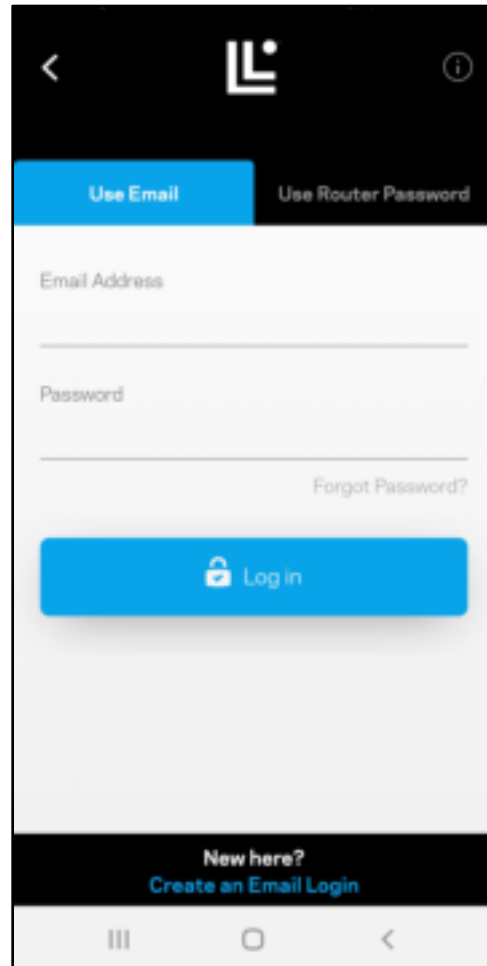 Use Email
Use Router Password
Email Address
Password
Forgot Password?
Log in
New here?
Create an Email Login